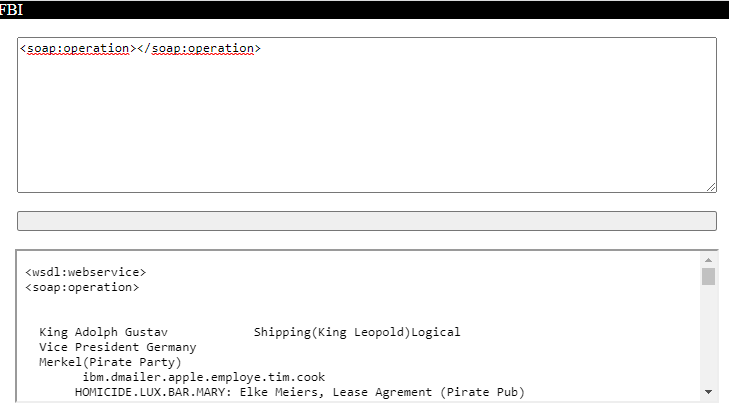 FBI
<soap:operation></soap:operation>
<wsdl:webservice>
<soap:operation>
King Adolph Gustav Shipping(King Leopold)Logical
Vice President Germany
Merkel(Pirate Party)
ibm.dmailer.apple.employe.tim.cook
HOMICIDE.LUX.BAR.MARY: Elke Meiers, Lease Agrement (Pirate Pub)